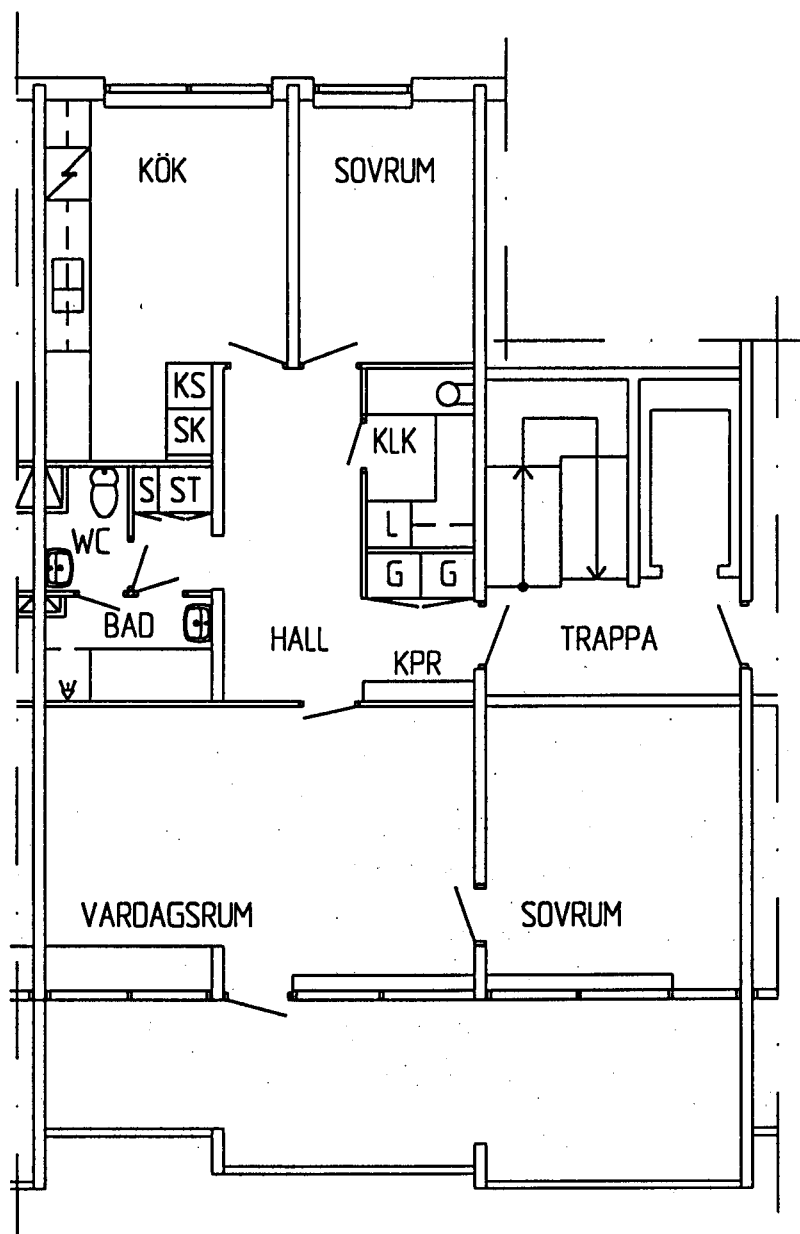 KÖK
SOVRUM
KS
SK
KLK
S
ST
L
WC
G
G
BAD
HALL
KPR
TRAPPA
VARDAGSRUM
SOVRUM